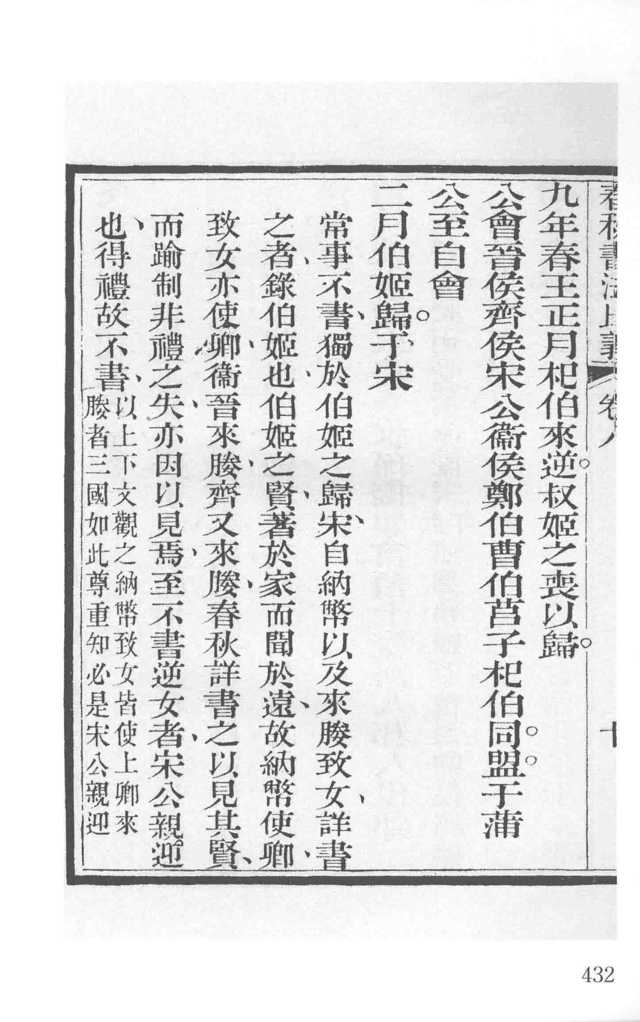 春秋書法比義 卷八 十
九年春王正月杞伯來逆叔姬之喪以歸。
公會晉侯齊侯宋公衞侯鄭伯曹伯莒子杞伯同。盟。于蒲
公至自會
二月伯姬歸。于宋
常事不書、獨於伯姬之歸宋、自納幣以及來媵致女、詳書
之者、錄伯姬也、伯姬之賢、著於家而聞於遠、故納幣使卿、
致女亦使卿、衞晉來媵、齊又來媵、春秋詳書之以見其賢、
而踰制非禮之失、亦因以見焉、至不書逆女者、宋公親迎
也、得禮故不書、以上下文觀之納幣致女皆使上卿來
媵者三國如此尊重知必是宋公親迎
432